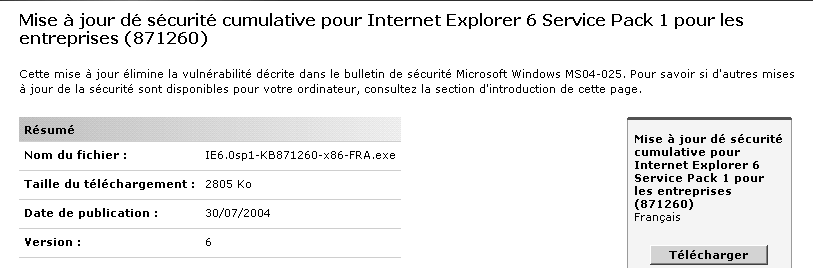 Mise à jour dé sécurité cumulative pour Internet Explorer 6 Service Pack 1 pour les
entreprises (871260)
Cette mise à jour élimine la vulnérabilité décrite dans le bulletin de sécurité Microsoft Windows MS04-025. Pour savoir si d'autres mises
à jour de la sécurité sont disponibles pour votre ordinateur, consultez la section d'introduction de cette page.
Résumé
Nom du fichier : IE6.0sp1-KB871260-x86-FRA.exe
Taille du téléchargement : 2805 Ko
Date de publication : 30/07/2004
Version : 6
Mise à jour dé sécurité
cumulative pour
Internet Explorer 6
Service Pack 1 pour
les entreprises
(871260)
Français
Télécharger